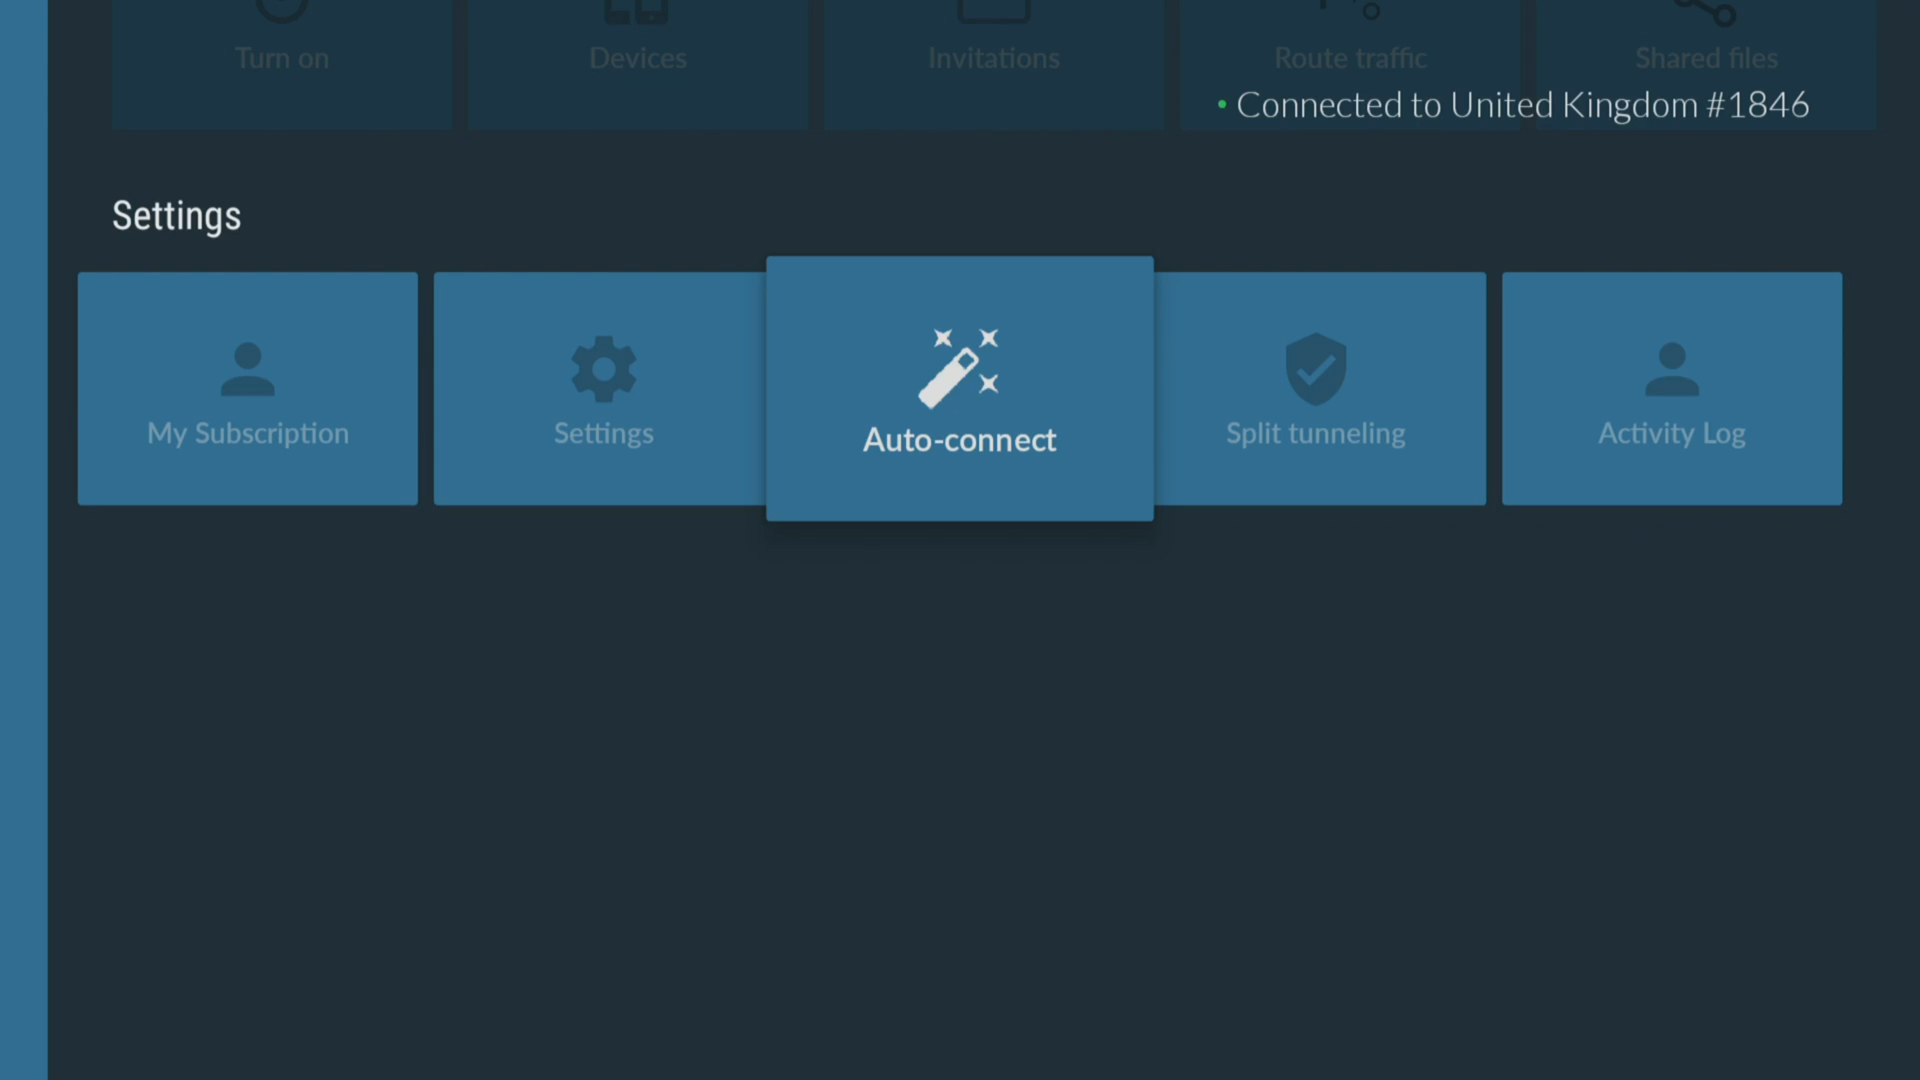 Turn on
Devices
Invitations
Route traffic
Shared files
• Connected to United Kingdom #1846
Settings
My Subscription
Settings
Auto-connect
Split tunneling
Activity Log